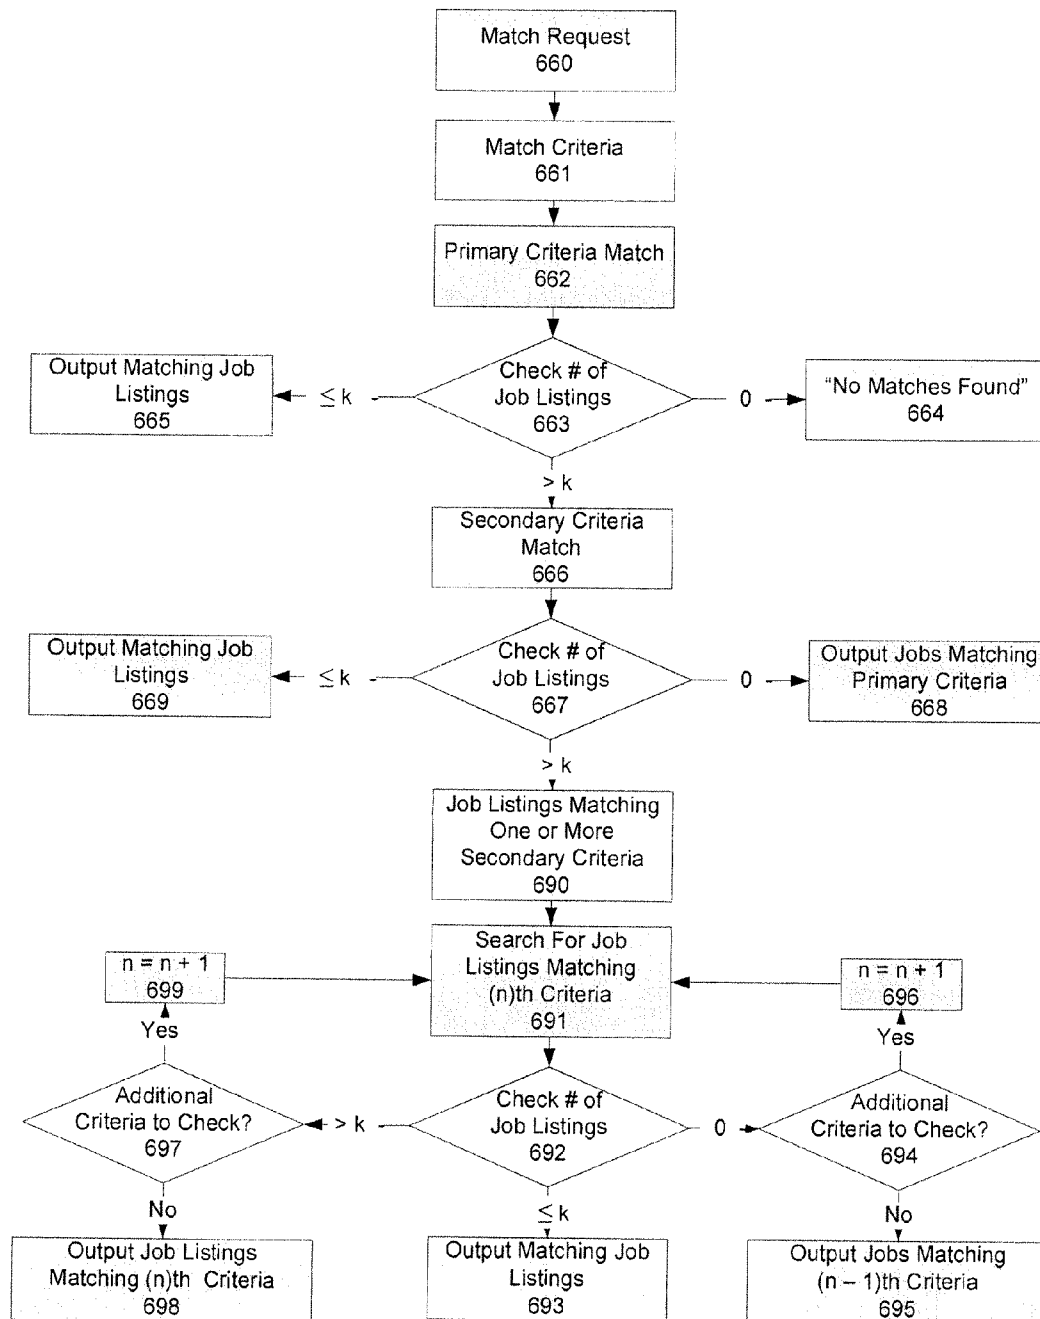 Match Request
660
Match Criteria
661
Primary Criteria Match
662
Output Matching Job
Listings
665
≤ k
Check # of
Job Listings
663
0
“No Matches Found”
664
> k
Secondary Criteria
Match
666
Output Matching Job
Listings
669
≤ k
Check # of
Job Listings
667
0
Output Jobs Matching
Primary Criteria
668
> k
Job Listings Matching
One or More
Secondary Criteria
690
n = n + 1
699
Search For Job
Listings Matching
(n)th Criteria
691
n = n + 1
696
Yes
Yes
Additional
Criteria to Check?
697
> k
Check # of
Job Listings
692
0
Additional
Criteria to Check?
694
No
≤ k
No
Output Job Listings
Matching (n)th Criteria
698
Output Matching Job
Listings
693
Output Jobs Matching
(n – 1)th Criteria
695